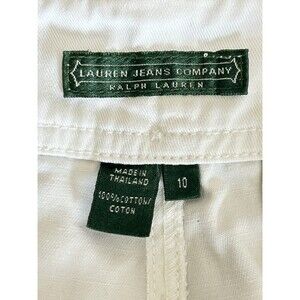 LAUREN JEANS COMPANY
RALPH LAUREN
MADE IN
THAILAND
100%COTTON/
COTON
10